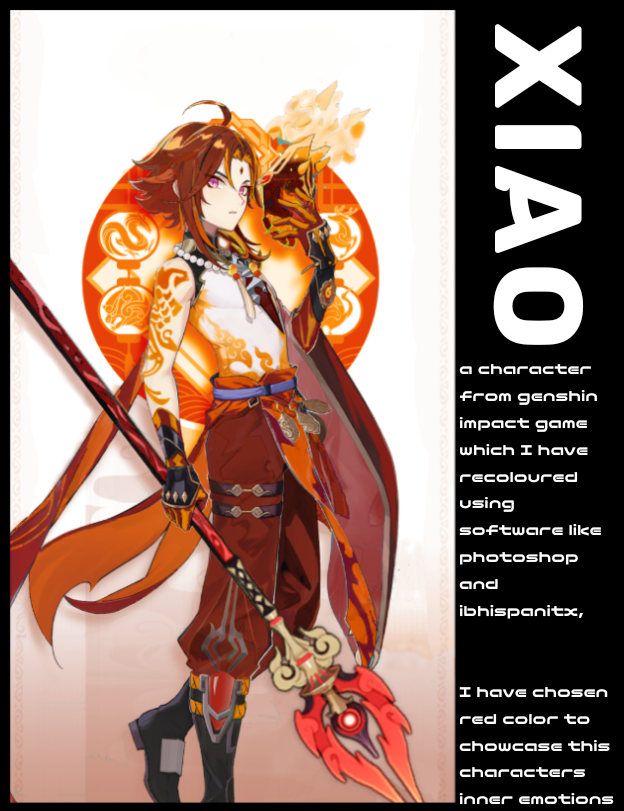 XIAO
a character
from genshin
impact game
which I have
recoloured
using
software like
photoshop
and
ibhispanitx,
I have chosen
red color to
showcase this
characters
inner emotions